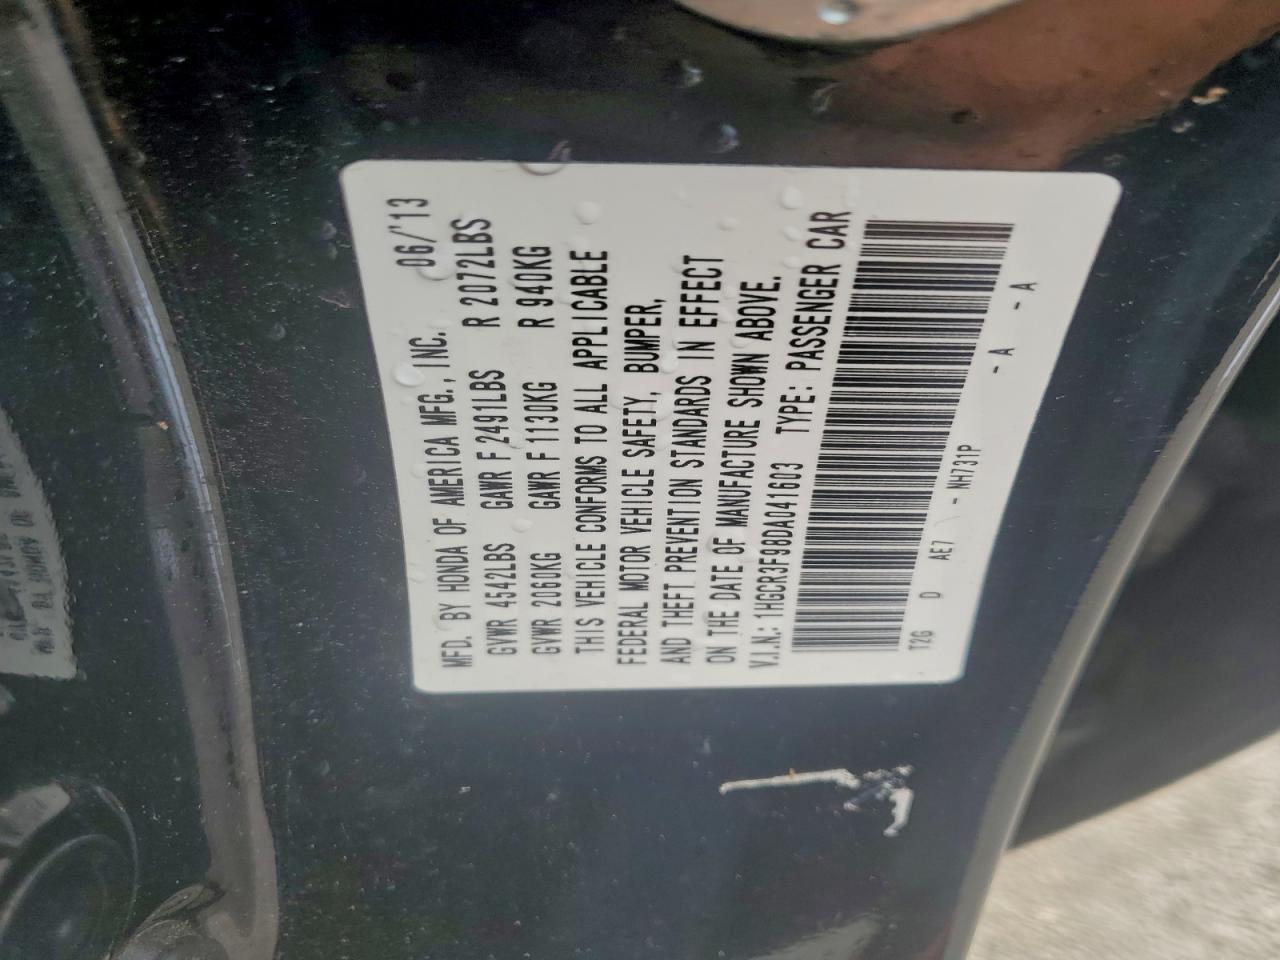 MFD. BY HONDA OF AMERICA MFG., INC. 06/'13
GVWR 4542LBS GAWR F 2491LBS R 2072LBS
GVWR 2060KG GAWR F 1130KG R 940KG
THIS VEHICLE CONFORMS TO ALL APPLICABLE
FEDERAL MOTOR VEHICLE SAFETY, BUMPER,
AND THEFT PREVENTION STANDARDS IN EFFECT
ON THE DATE OF MANUFACTURE SHOWN ABOVE.
V.I.N.: 1HGCR3F98DA041603 TYPE: PASSENGER CAR
T2G D AE7 - NH731P - A - A